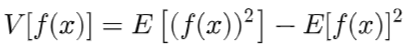 V[f(x)] = E [(f(x))²] − E[f(x)]²